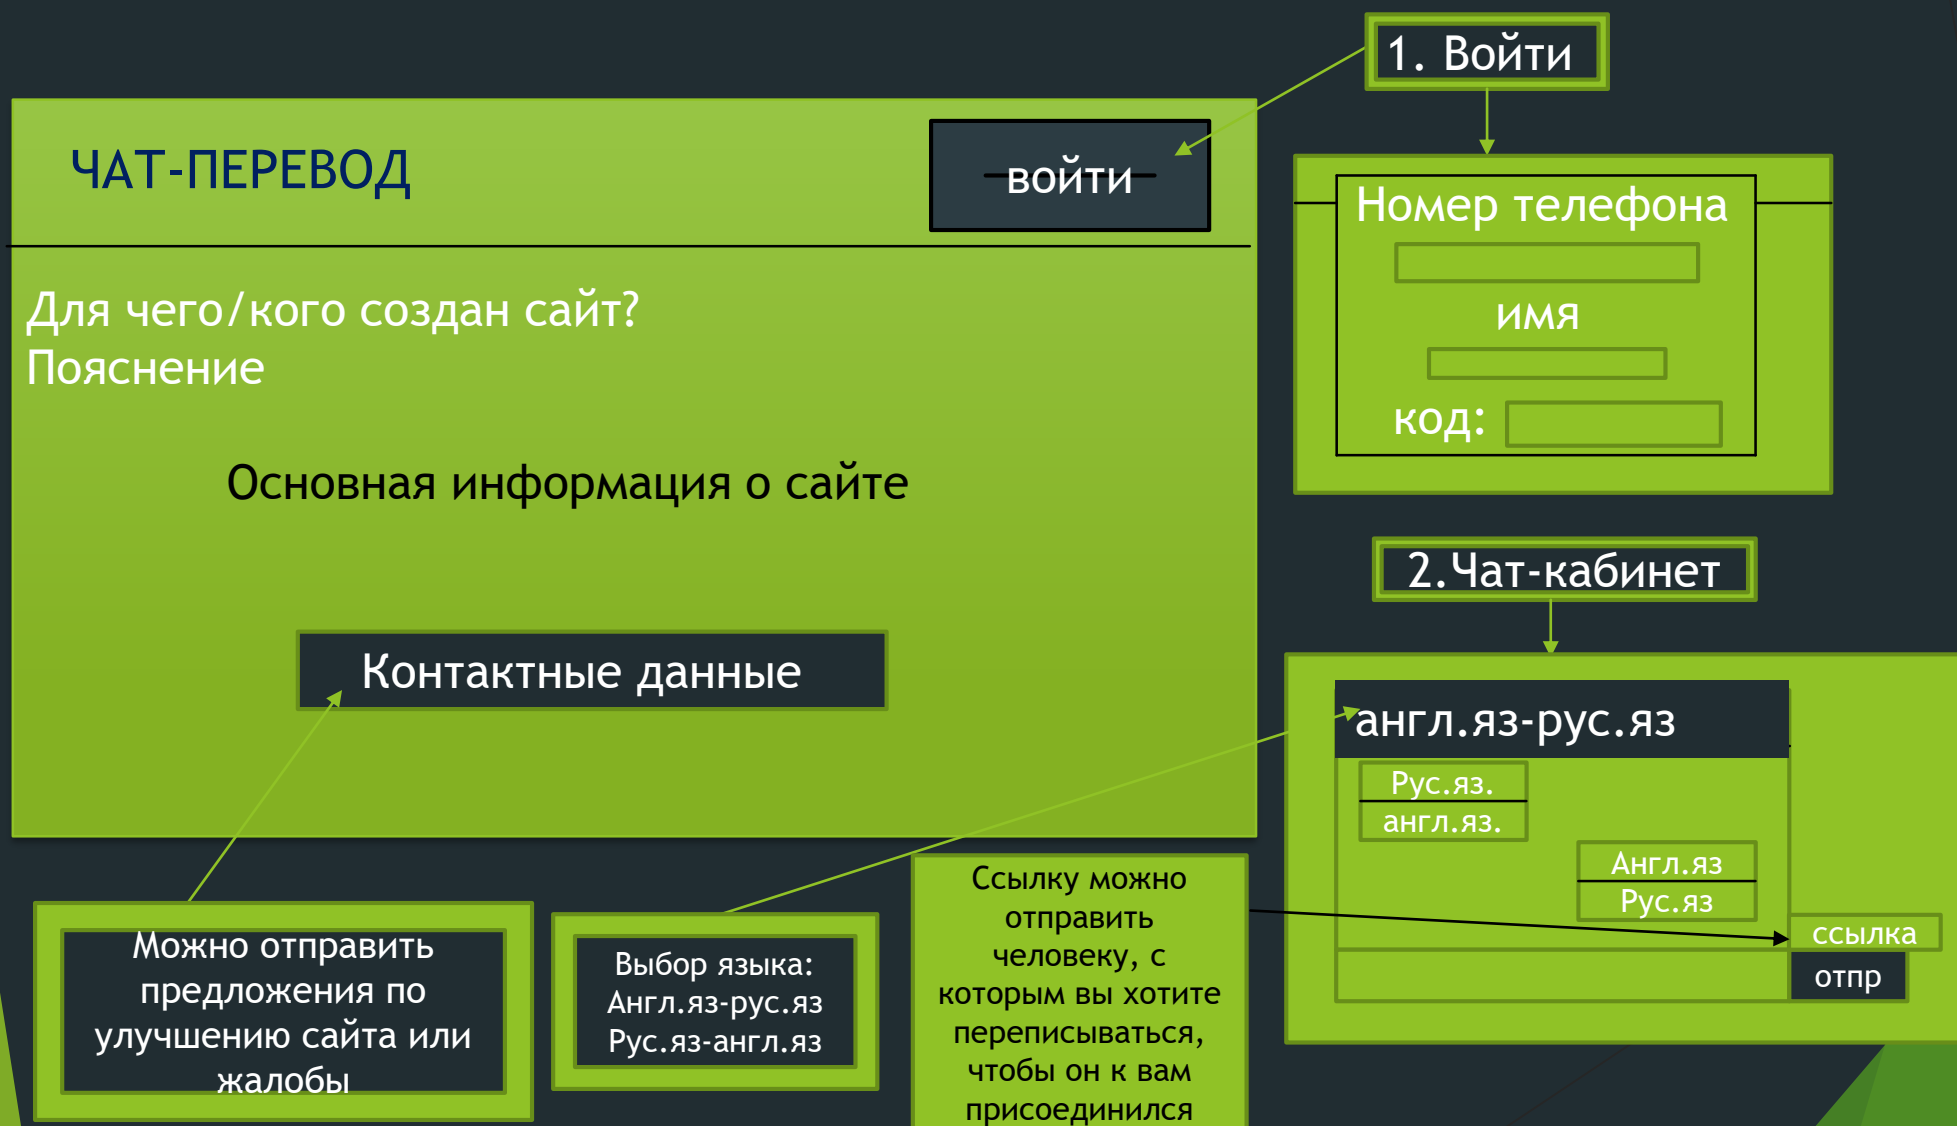 1. Войти
ЧАТ-ПЕРЕВОД
войти
Номер телефона
имя
код:
Для чего/кого создан сайт?
Пояснение
Основная информация о сайте
Контактные данные
2.Чат-кабинет
англ.яз-рус.яз
Рус.яз.
англ.яз.
Англ.яз
Рус.яз
ссылка
отпр
Можно отправить
предложения по
улучшению сайта или
жалобы
Выбор языка:
Англ.яз-рус.яз
Рус.яз-англ.яз
Ссылку можно
отправить
человеку, с
которым вы хотите
переписываться,
чтобы он к вам
присоединился